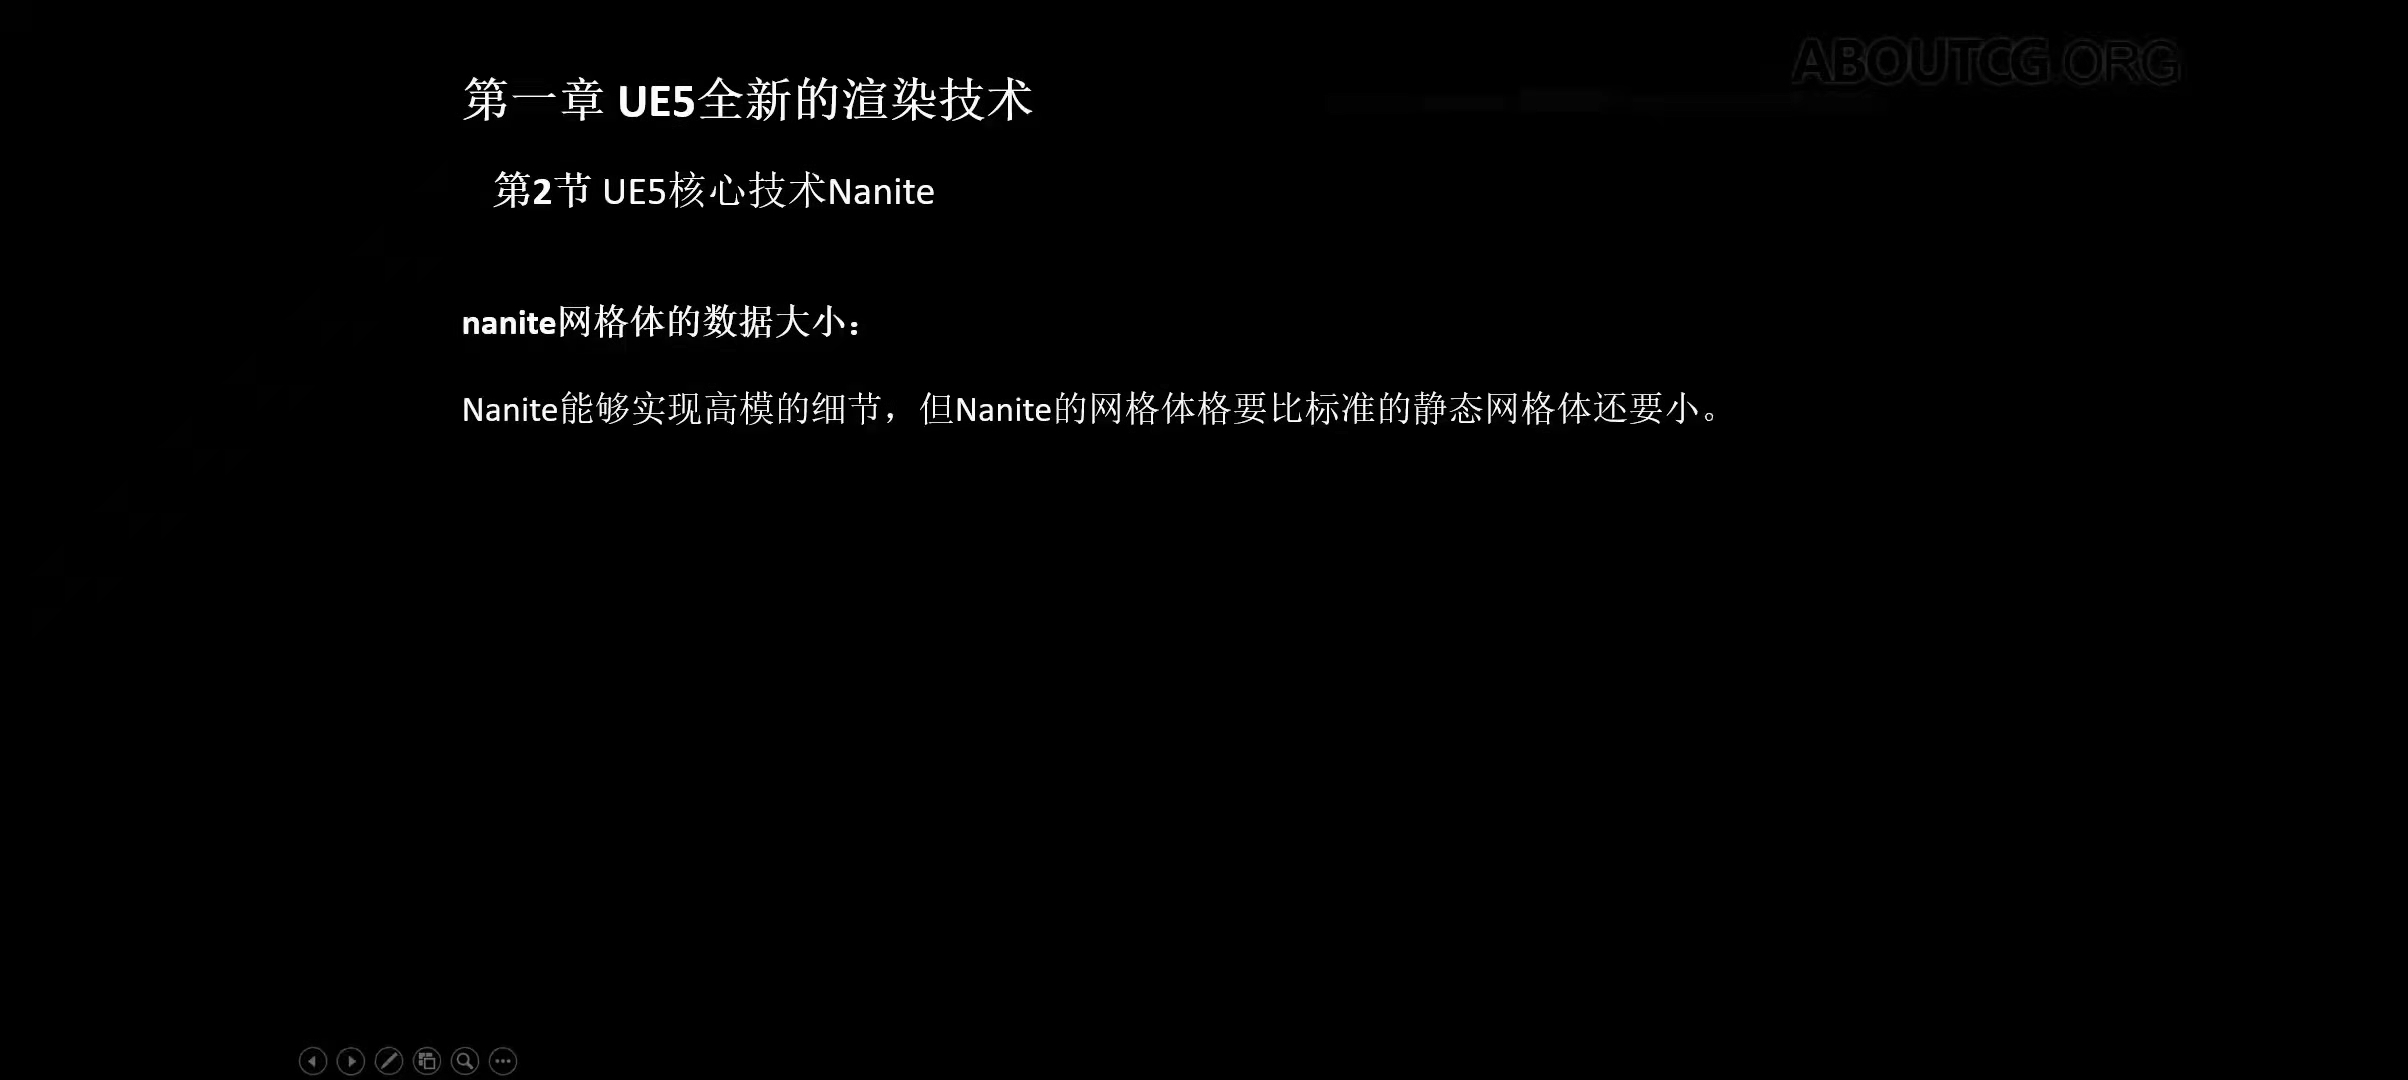 ABOUTCG.ORG
第一章 UE5全新的渲染技术
第2节 UE5核心技术Nanite
nanite网格体的数据大小：
Nanite能够实现高模的细节，但Nanite的网格体格要比标准的静态网格体还要小。